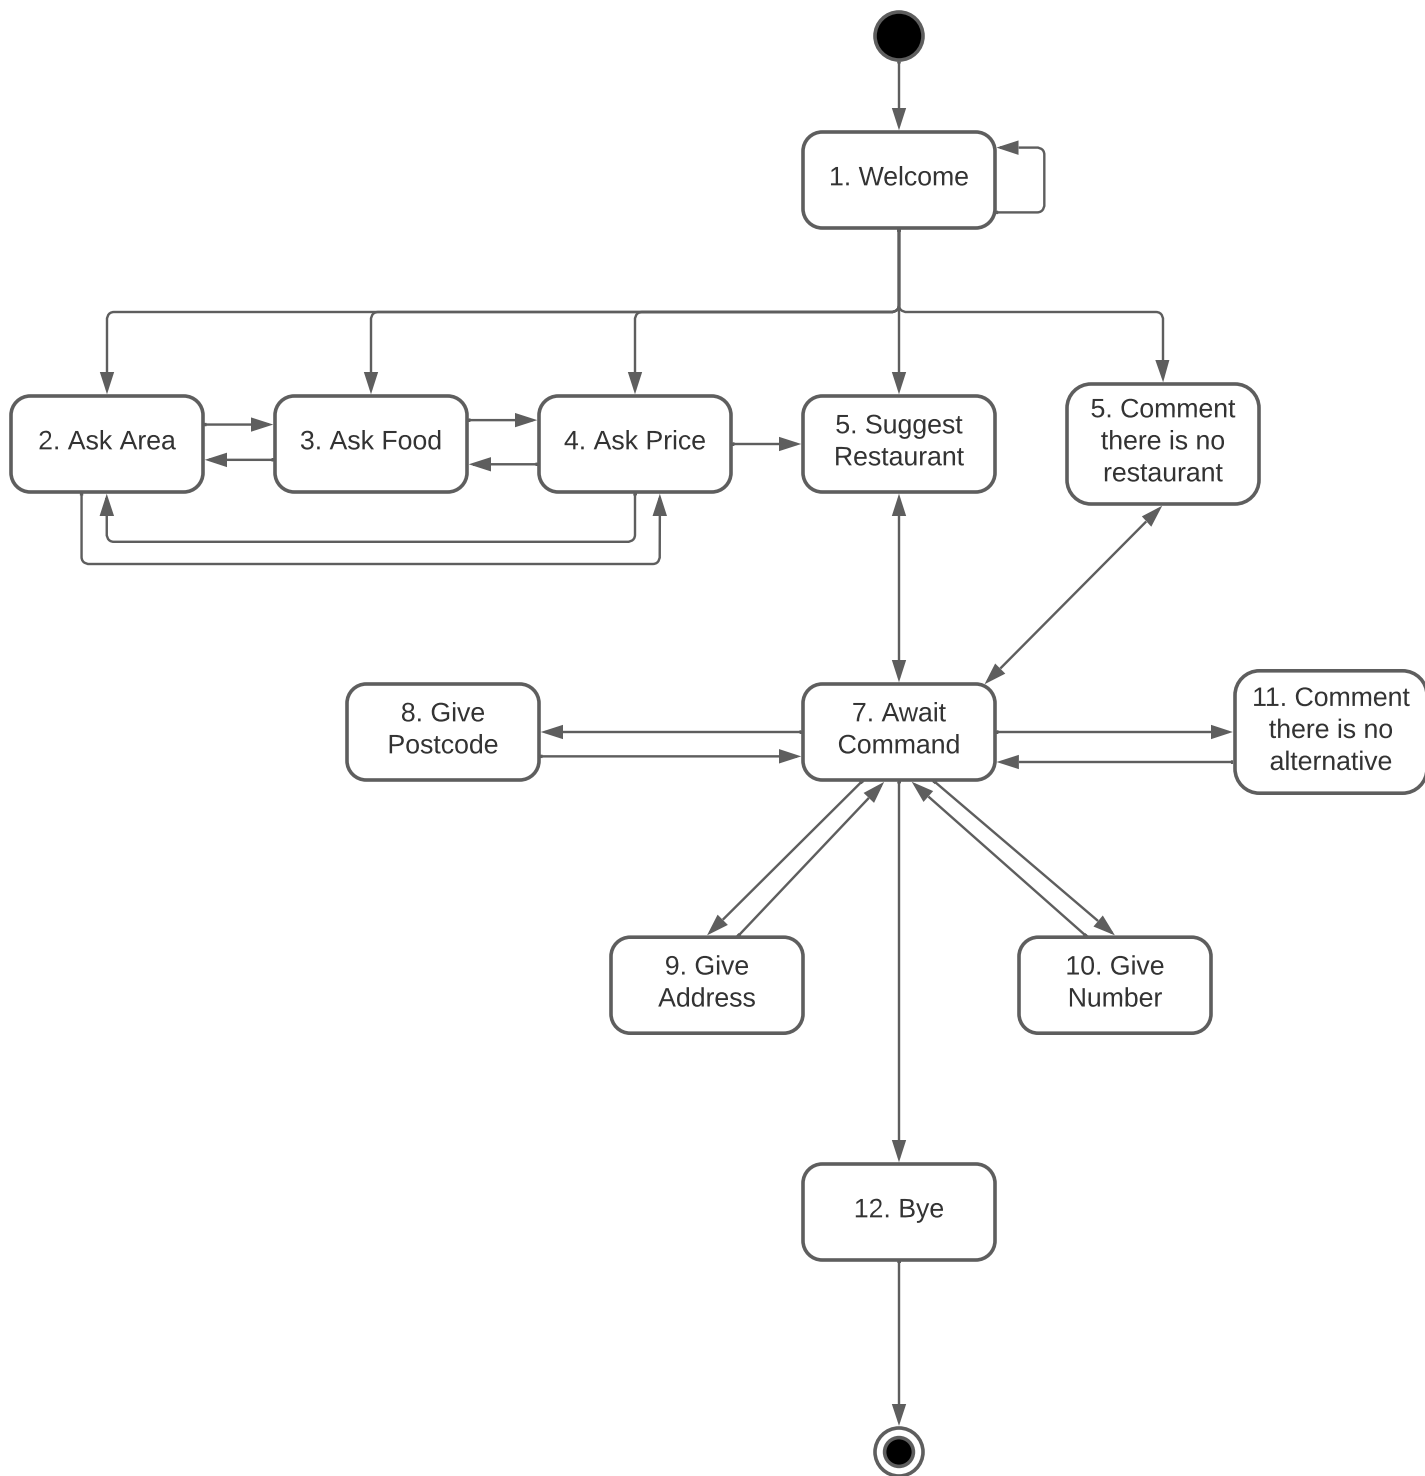 1. Welcome
2. Ask Area
3. Ask Food
4. Ask Price
5. Suggest
Restaurant
5. Comment
there is no
restaurant
8. Give
Postcode
7. Await
Command
11. Comment
there is no
alternative
9. Give
Address
10. Give
Number
12. Bye